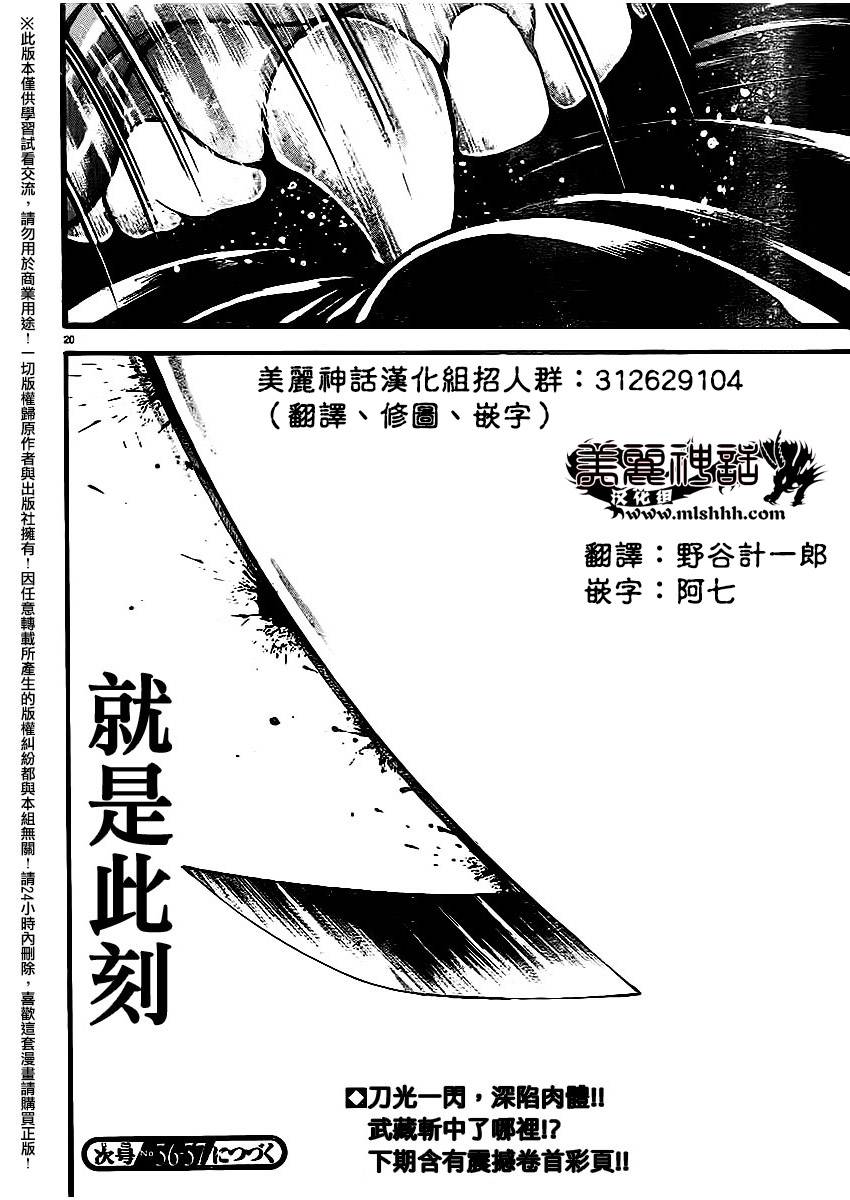 ※此版本僅供學習試看交流，請勿用於商業用途！一切版權歸原作者與出版社擁有！因任意轉載所產生的版權糾紛都與本組無關！請24小時內刪除，喜歡這套漫畫請購買正版！
20
美麗神話漢化組招人群：312629104
（翻譯、修圖、嵌字）
美麗神話
汉化组
www.mlshhh.com
翻譯：野谷計一郎
嵌字：阿七
就是此刻
刀光一閃，深陷肉體!!
武藏斬中了哪裡!?
下期含有震撼卷首彩頁!!
次号No.56・57につづく